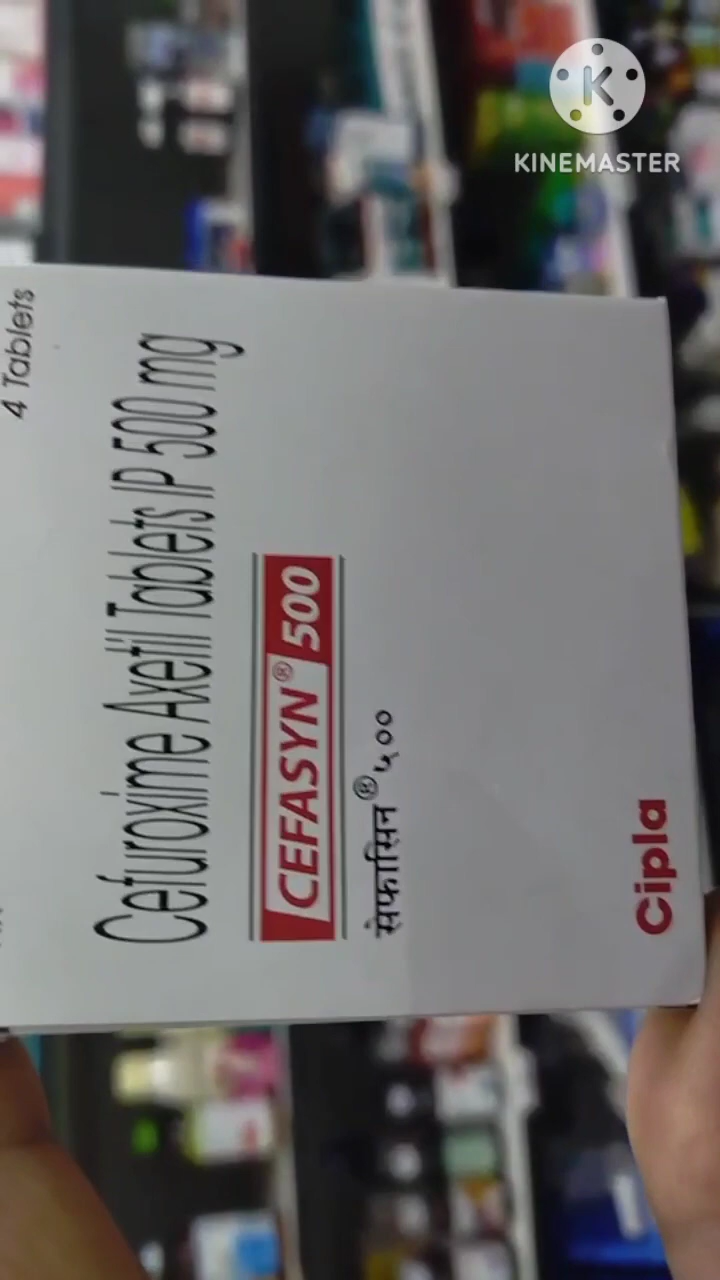 KINEMASTER
4 Tablets
Cefuroxime Axetil Tablets IP 500 mg
CEFASYN® 500
सेफासिन® ५००
Cipla